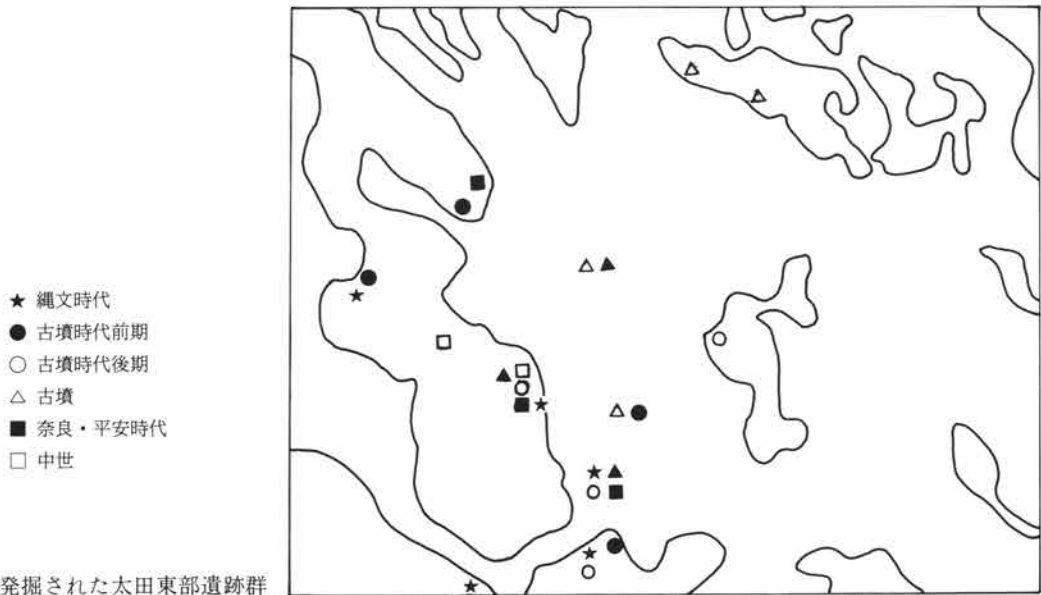 ★ 縄文時代
● 古墳時代前期
○ 古墳時代後期
△ 古墳
■ 奈良・平安時代
□ 中世
発掘された太田東部遺跡群